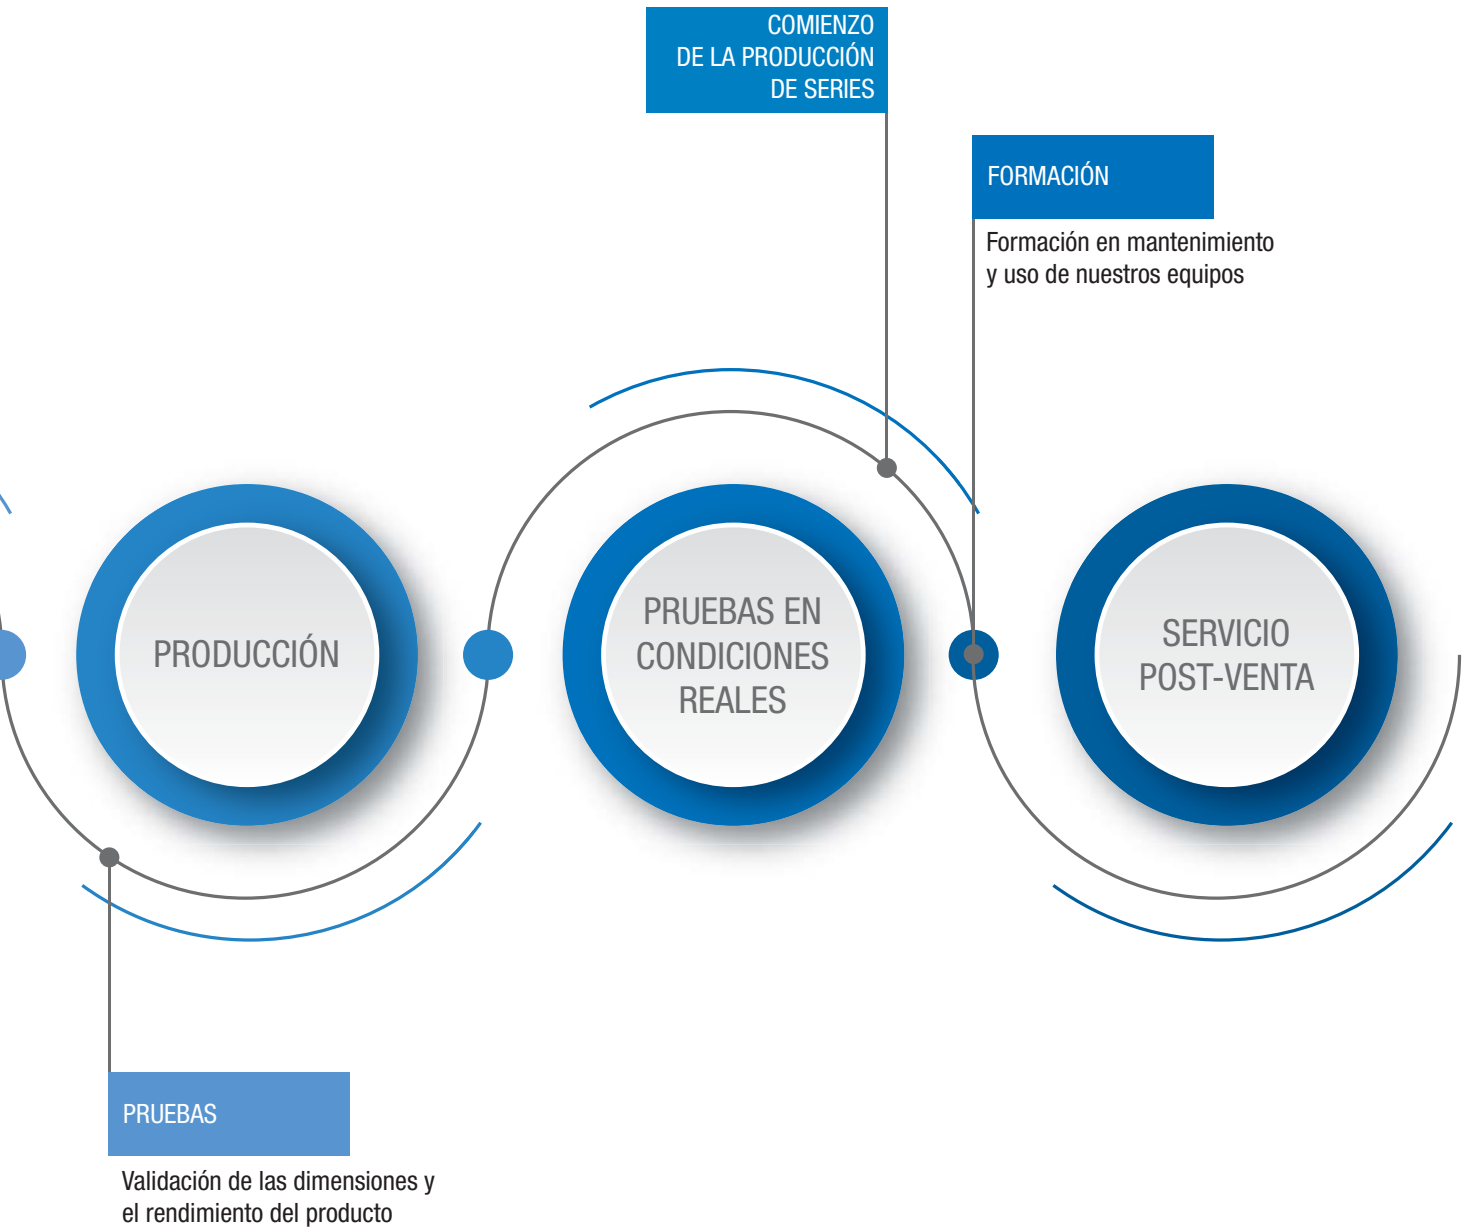 COMIENZO
DE LA PRODUCCIÓN
DE SERIES
FORMACIÓN
Formación en mantenimiento
y uso de nuestros equipos
PRODUCCIÓN
PRUEBAS EN
CONDICIONES
REALES
SERVICIO
POST-VENTA
PRUEBAS
Validación de las dimensiones y
el rendimiento del producto